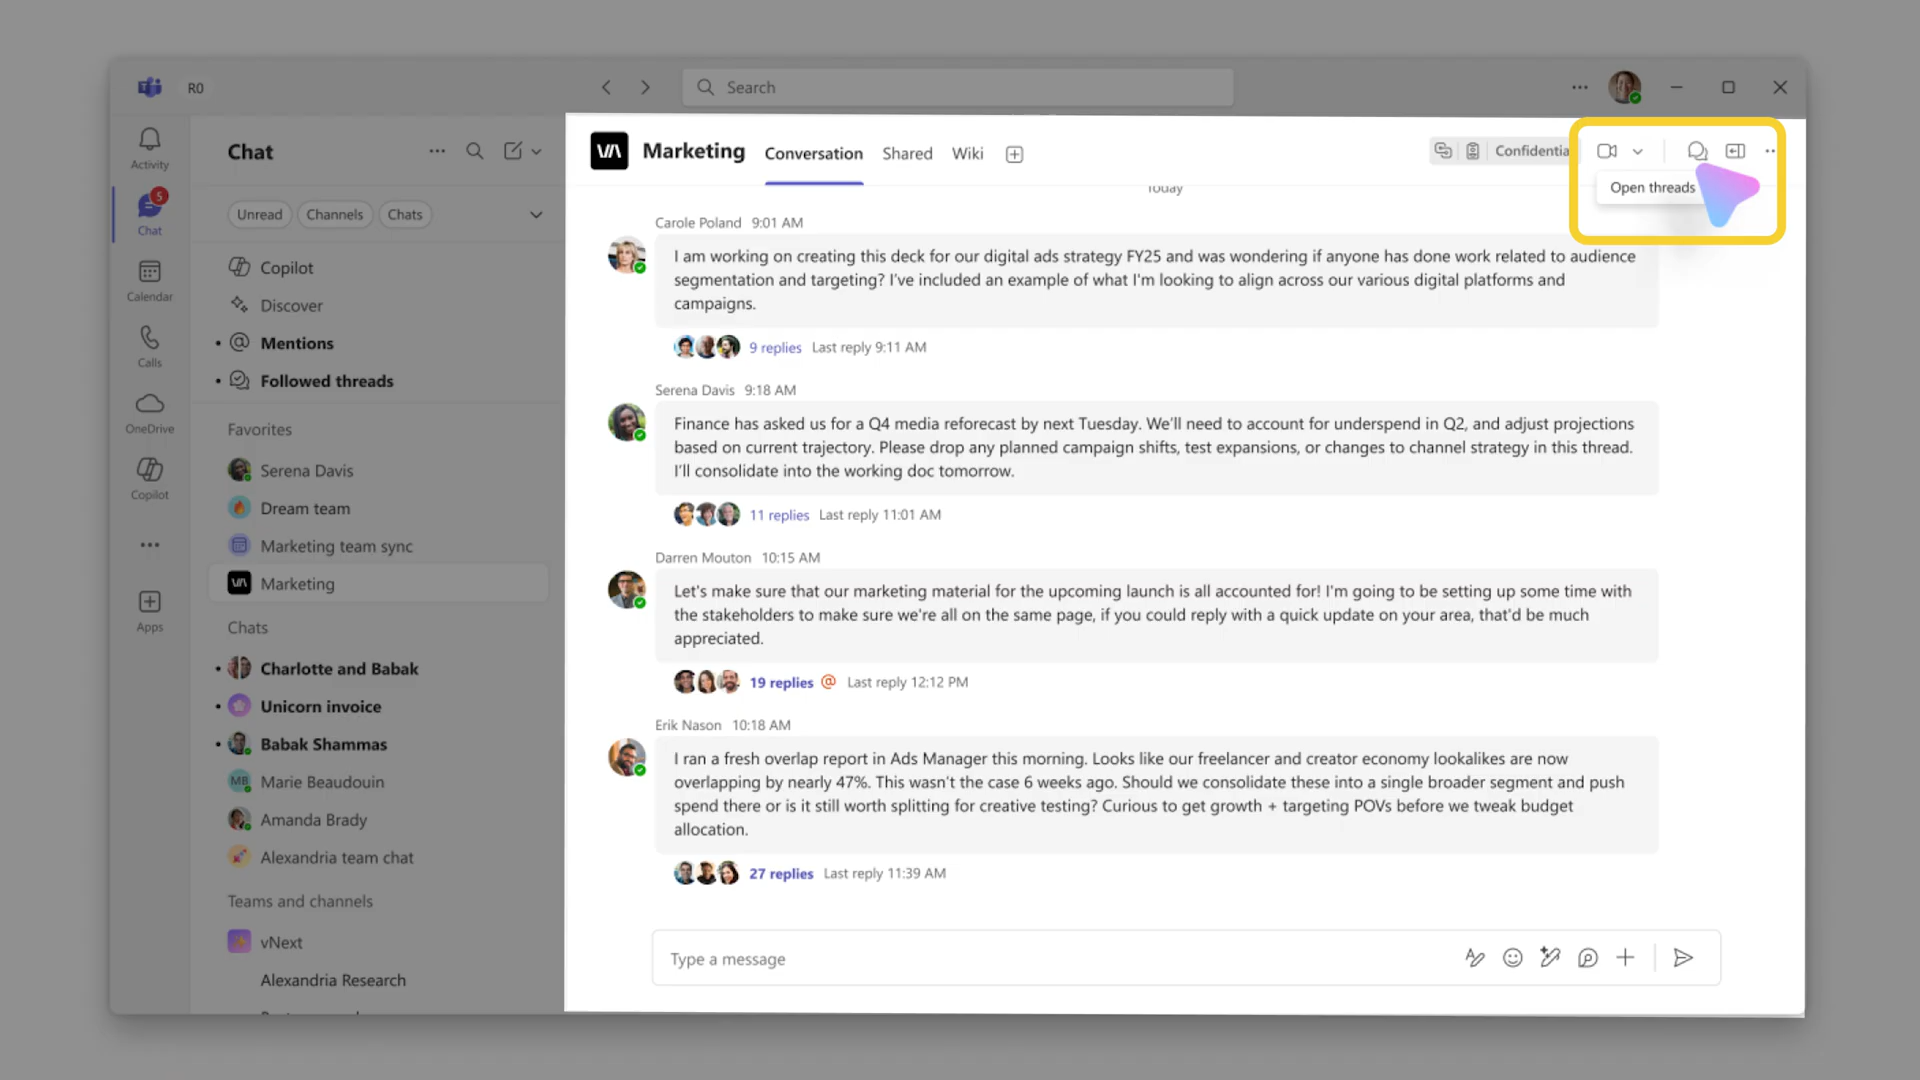 R0
Search
Activity
5
Chat
Calendar
Calls
OneDrive
Copilot
Apps
Chat
Unread
Channels
Chats
Copilot
Discover
Mentions
Followed threads
Favorites
Serena Davis
Dream team
Marketing team sync
Marketing
Chats
Charlotte and Babak
Unicorn invoice
Babak Shammas
MB
Marie Beaudouin
Amanda Brady
Alexandria team chat
Teams and channels
vNext
Alexandria Research
Marketing
Conversation
Shared
Wiki
Confidentia
Open threads
Today
Carole Poland 9:01 AM
I am working on creating this deck for our digital ads strategy FY25 and was wondering if anyone has done work related to audience
segmentation and targeting? I've included an example of what I'm looking to align across our various digital platforms and
campaigns.
9 replies Last reply 9:11 AM
Serena Davis 9:18 AM
Finance has asked us for a Q4 media reforecast by next Tuesday. We'll need to account for underspend in Q2, and adjust projections
based on current trajectory. Please drop any planned campaign shifts, test expansions, or changes to channel strategy in this thread.
I'll consolidate into the working doc tomorrow.
11 replies Last reply 11:01 AM
Darren Mouton 10:15 AM
Let's make sure that our marketing material for the upcoming launch is all accounted for! I'm going to be setting up some time with
the stakeholders to make sure we're all on the same page, if you could reply with a quick update on your area, that'd be much
appreciated.
19 replies @ Last reply 12:12 PM
Erik Nason 10:18 AM
I ran a fresh overlap report in Ads Manager this morning. Looks like our freelancer and creator economy lookalikes are now
overlapping by nearly 47%. This wasn't the case 6 weeks ago. Should we consolidate these into a single broader segment and push
spend there or is it still worth splitting for creative testing? Curious to get growth + targeting POVs before we tweak budget
allocation.
27 replies Last reply 11:39 AM
Type a message